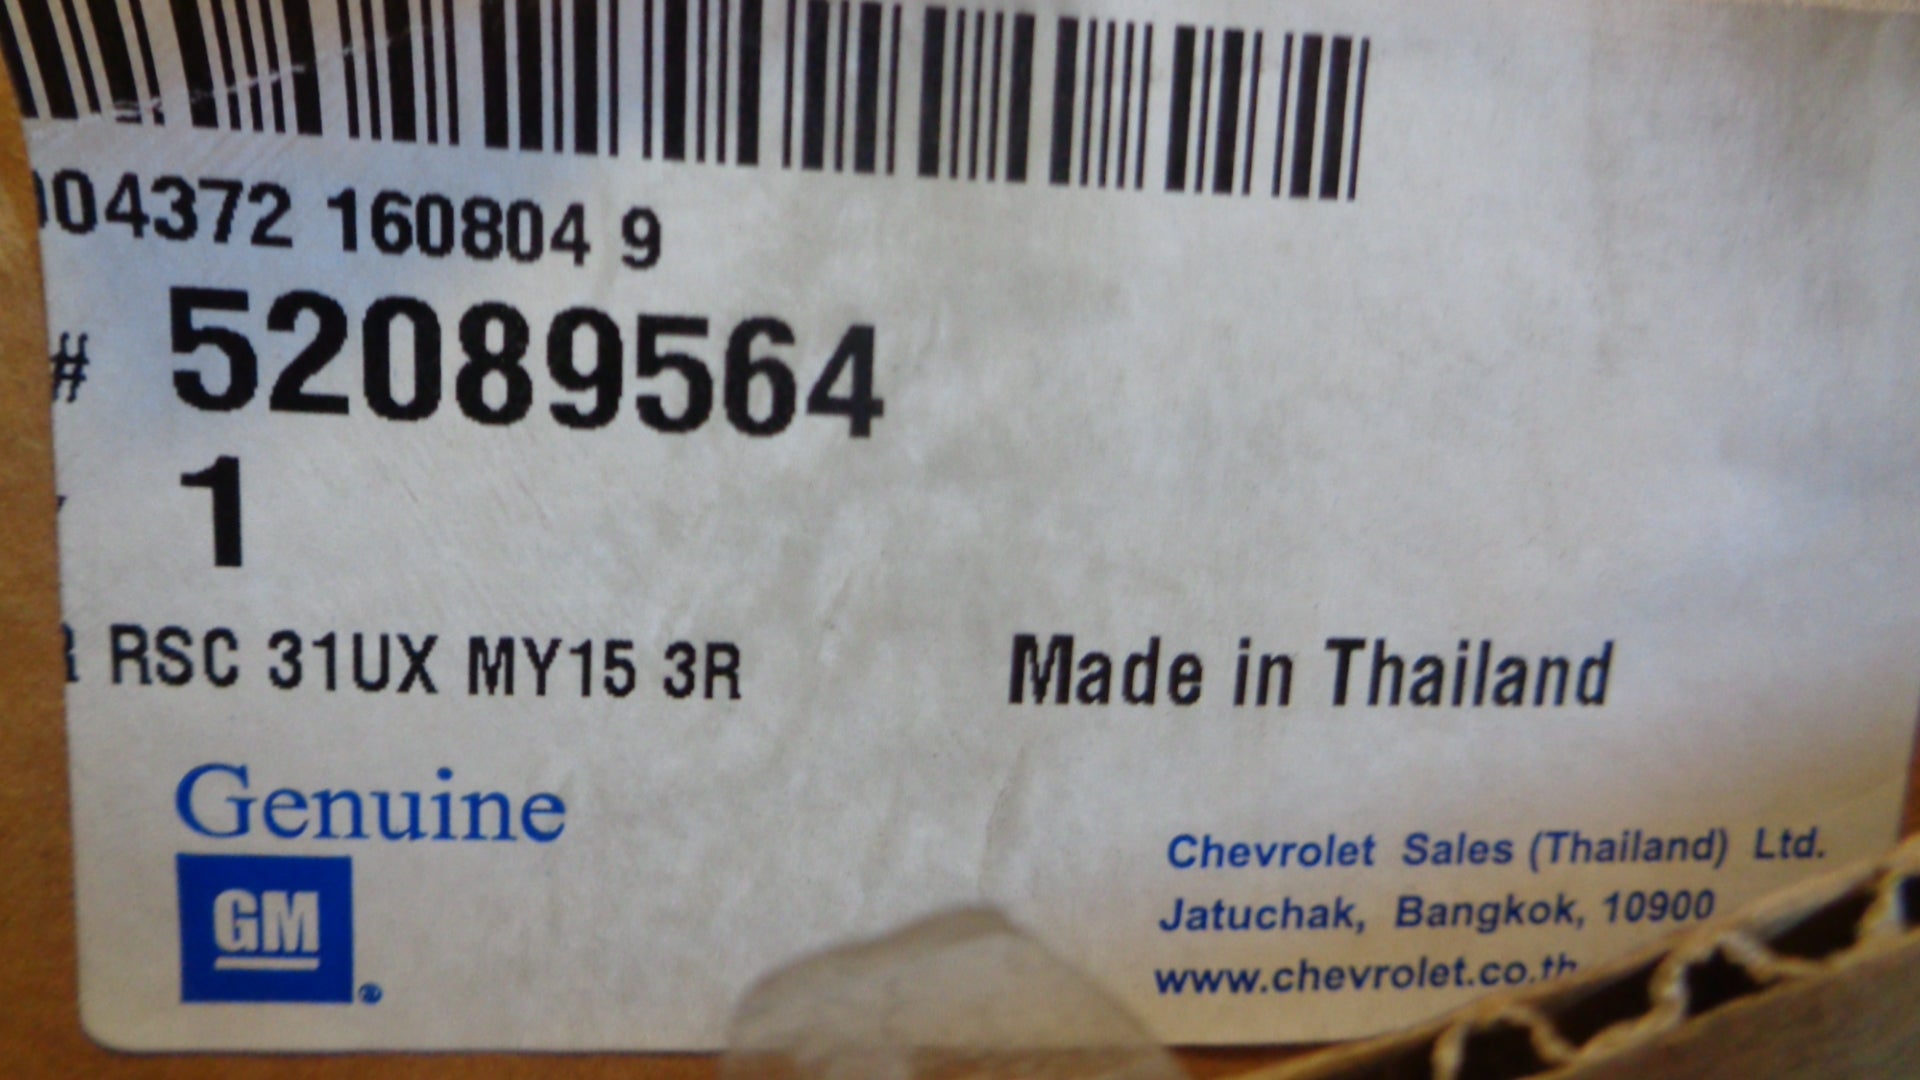 04372 160804 9
# 52089564
1
RSC 31UX MY15 3R
Made in Thailand
Genuine
GM
®
Chevrolet Sales (Thailand) Ltd.
Jatuchak, Bangkok, 10900
www.chevrolet.co.th